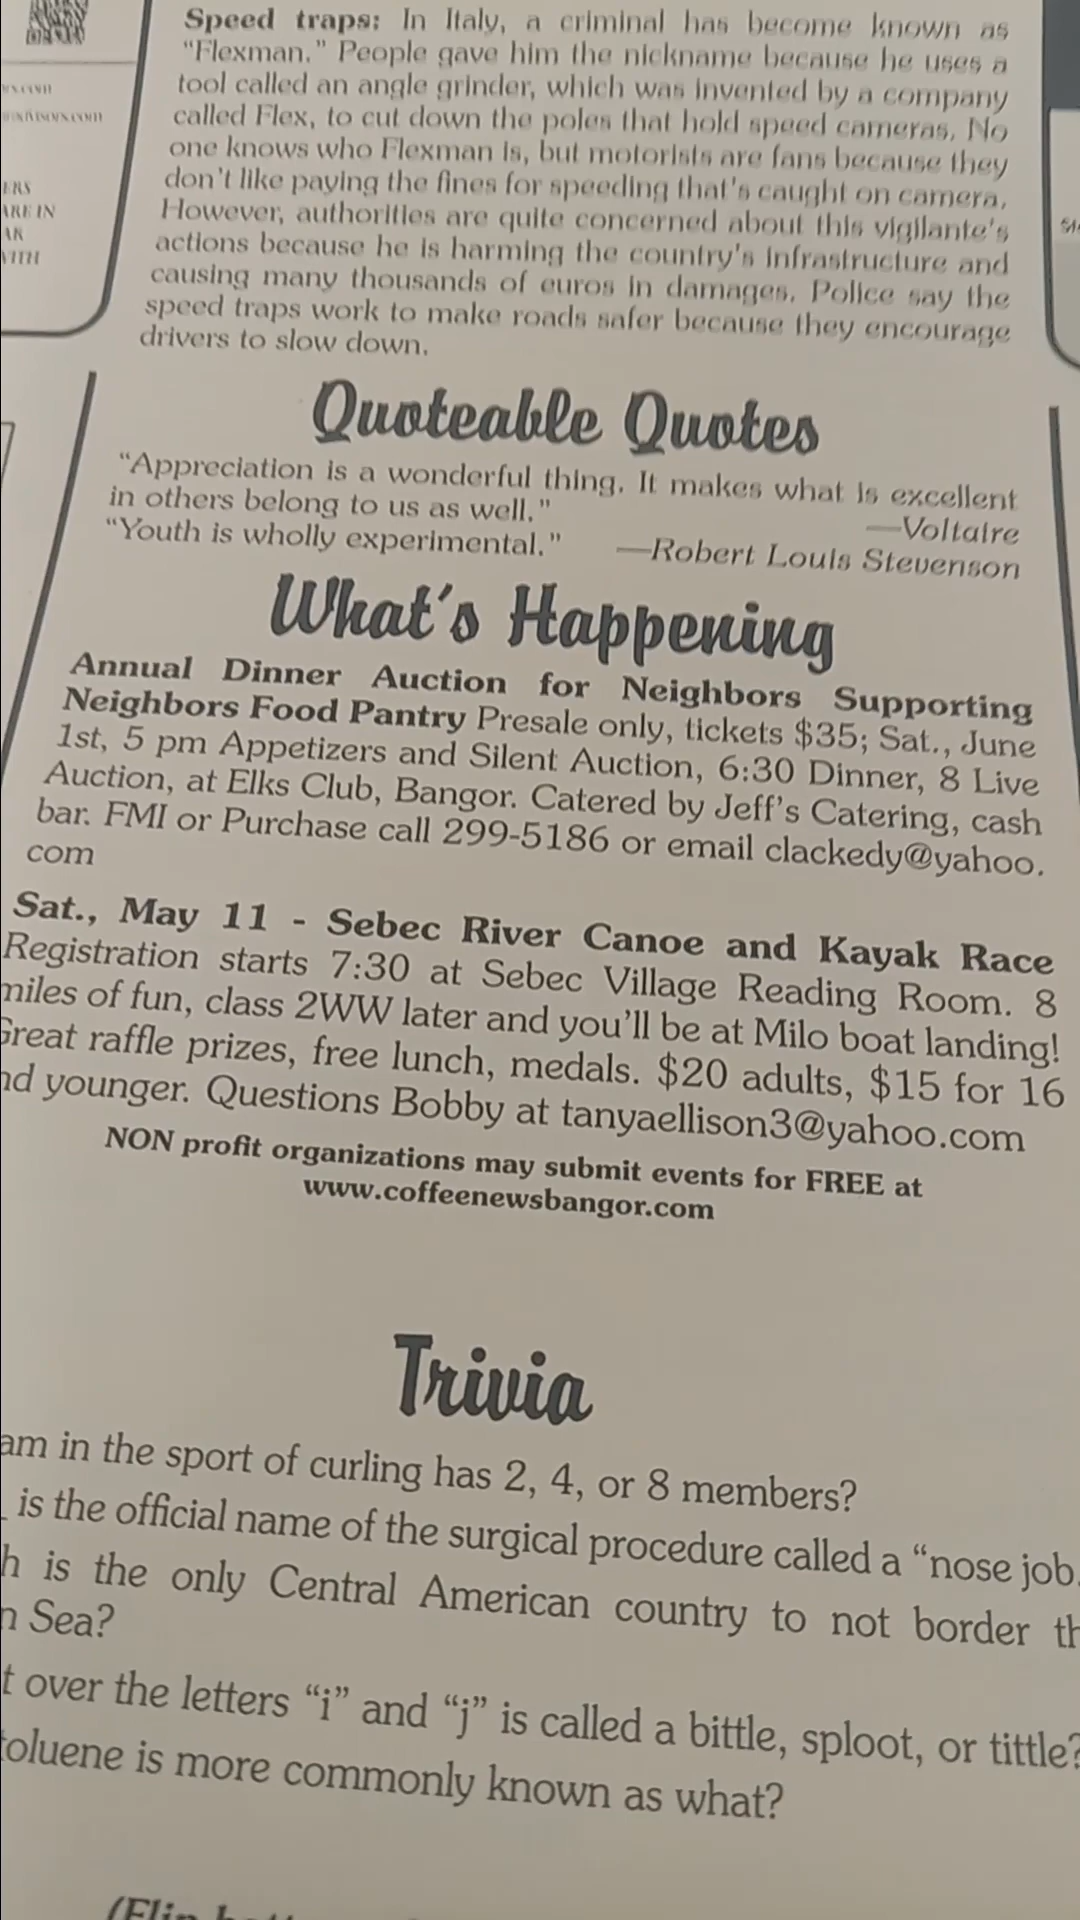 Speed traps: In Italy, a criminal has become known as
"Flexman." People gave him the nickname because he uses a
tool called an angle grinder, which was invented by a company
called Flex, to cut down the poles that hold speed cameras. No
one knows who Flexman is, but motorists are fans because they
don't like paying the fines for speeding that's caught on camera.
However, authorities are quite concerned about this vigilante's
actions because he is harming the country's infrastructure and
causing many thousands of euros in damages. Police say the
speed traps work to make roads safer because they encourage
drivers to slow down.
ERS
ARE IN
AR
WITH
Quoteable Quotes
"Appreciation is a wonderful thing. It makes what is excellent
in others belong to us as well."
—Voltaire
"Youth is wholly experimental." —Robert Louis Stevenson
What's Happening
Annual Dinner Auction for Neighbors Supporting
Neighbors Food Pantry Presale only, tickets $35; Sat., June
1st, 5 pm Appetizers and Silent Auction, 6:30 Dinner, 8 Live
Auction, at Elks Club, Bangor. Catered by Jeff's Catering, cash
bar. FMI or Purchase call 299-5186 or email clackedy@yahoo.
com
Sat., May 11 - Sebec River Canoe and Kayak Race
Registration starts 7:30 at Sebec Village Reading Room. 8
miles of fun, class 2WW later and you'll be at Milo boat landing!
Great raffle prizes, free lunch, medals. $20 adults, $15 for 16
nd younger. Questions Bobby at tanyaellison3@yahoo.com
NON profit organizations may submit events for FREE at
www.coffeenewsbangor.com
Trivia
am in the sport of curling has 2, 4, or 8 members?
is the official name of the surgical procedure called a "nose job.
h is the only Central American country to not border th
n Sea?
t over the letters "i" and "j" is called a bittle, sploot, or tittle?
toluene is more commonly known as what?
(Flip